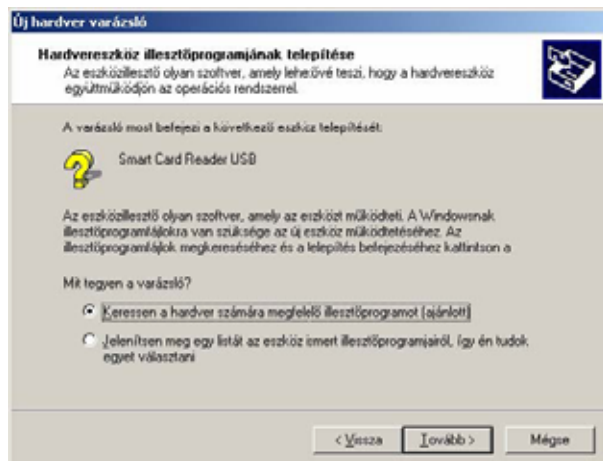 Új hardver varázsló
Hardvereszköz illesztőprogramjának telepítése
Az eszközillesztő olyan szoftver, amely lehetővé teszi, hogy a hardvereszköz
együttműködjön az operációs rendszerrel.
A varázsló most befejezi a következő eszköz telepítését:
Smart Card Reader USB
Az eszközillesztő olyan szoftver, amely az eszközt működteti. A Windowsnak
illesztőprogramfájlokra van szüksége az új eszköz működtetéséhez. Az
illesztőprogramfájlok megkereséséhez és a telepítés befejezéséhez kattintson a
Mit tegyen a varázsló?
Keressen a hardver számára megfelelő illesztőprogramot (ajánlott)
Jelenítsen meg egy listát az eszköz ismert illesztőprogramjairól, így én tudok
egyet választani
< Vissza
Tovább >
Mégse